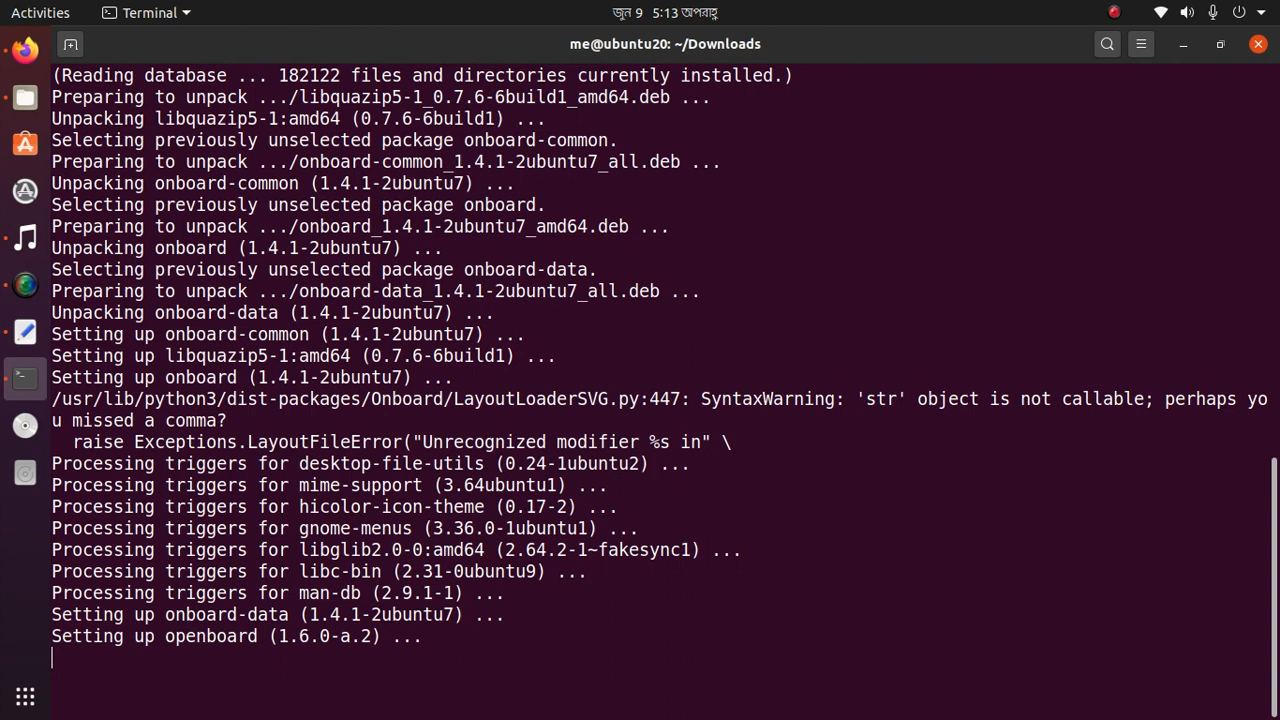 Activities
Terminal
জুন 9 5:13 অপরাহ্ণ
me@ubuntu20: ~/Downloads
(Reading database ... 182122 files and directories currently installed.)
Preparing to unpack .../libquazip5-1_0.7.6-6build1_amd64.deb ...
Unpacking libquazip5-1:amd64 (0.7.6-6build1) ...
Selecting previously unselected package onboard-common.
Preparing to unpack .../onboard-common_1.4.1-2ubuntu7_all.deb ...
Unpacking onboard-common (1.4.1-2ubuntu7) ...
Selecting previously unselected package onboard.
Preparing to unpack .../onboard_1.4.1-2ubuntu7_amd64.deb ...
Unpacking onboard (1.4.1-2ubuntu7) ...
Selecting previously unselected package onboard-data.
Preparing to unpack .../onboard-data_1.4.1-2ubuntu7_all.deb ...
Unpacking onboard-data (1.4.1-2ubuntu7) ...
Setting up onboard-common (1.4.1-2ubuntu7) ...
Setting up libquazip5-1:amd64 (0.7.6-6build1) ...
Setting up onboard (1.4.1-2ubuntu7) ...
/usr/lib/python3/dist-packages/Onboard/LayoutLoaderSVG.py:447: SyntaxWarning: 'str' object is not callable; perhaps yo
u missed a comma?
  raise Exceptions.LayoutFileError("Unrecognized modifier %s in" \
Processing triggers for desktop-file-utils (0.24-1ubuntu2) ...
Processing triggers for mime-support (3.64ubuntu1) ...
Processing triggers for hicolor-icon-theme (0.17-2) ...
Processing triggers for gnome-menus (3.36.0-1ubuntu1) ...
Processing triggers for libglib2.0-0:amd64 (2.64.2-1~fakesync1) ...
Processing triggers for libc-bin (2.31-0ubuntu9) ...
Processing triggers for man-db (2.9.1-1) ...
Setting up onboard-data (1.4.1-2ubuntu7) ...
Setting up openboard (1.6.0-a.2) ...